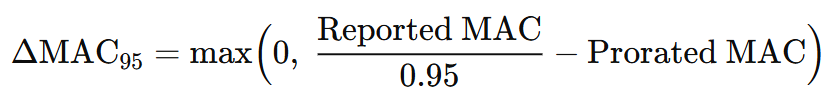 ΔMAC₉₅ = max(0, Reported MAC / 0.95 − Prorated MAC)